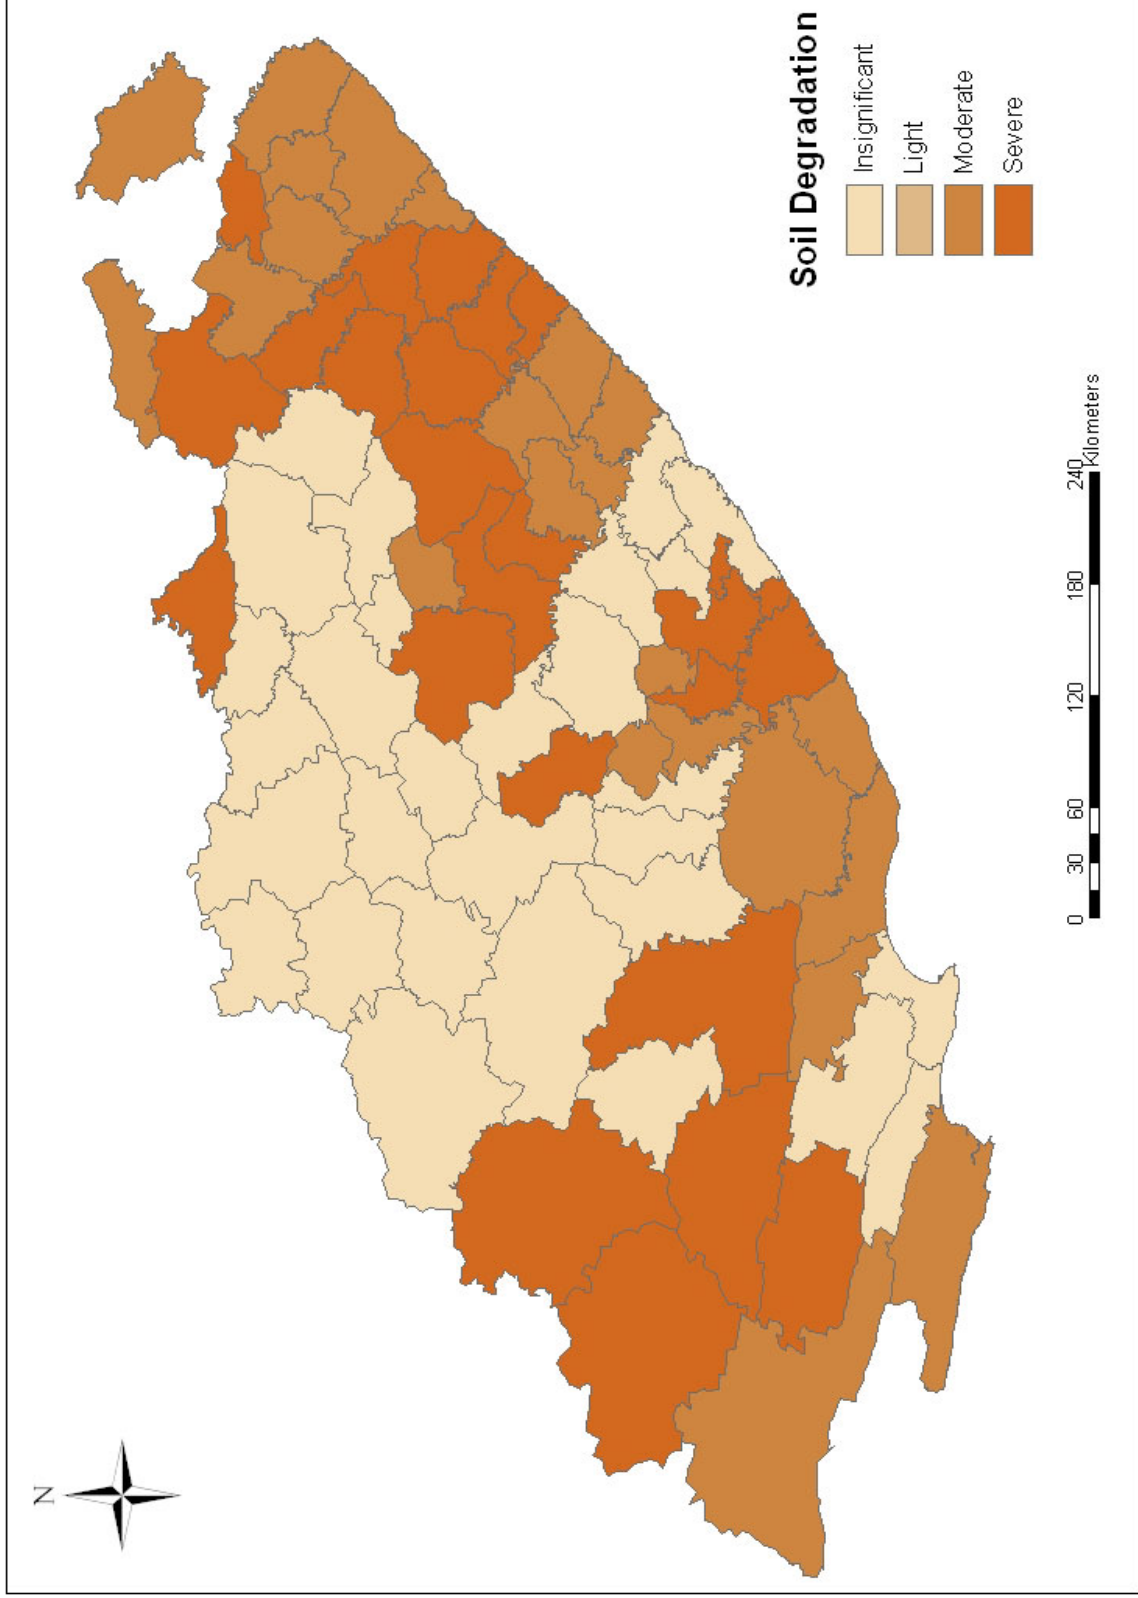 N
Soil Degradation
Insignificant
Light
Moderate
Severe
0 30 60 120 180 240
Kilometers